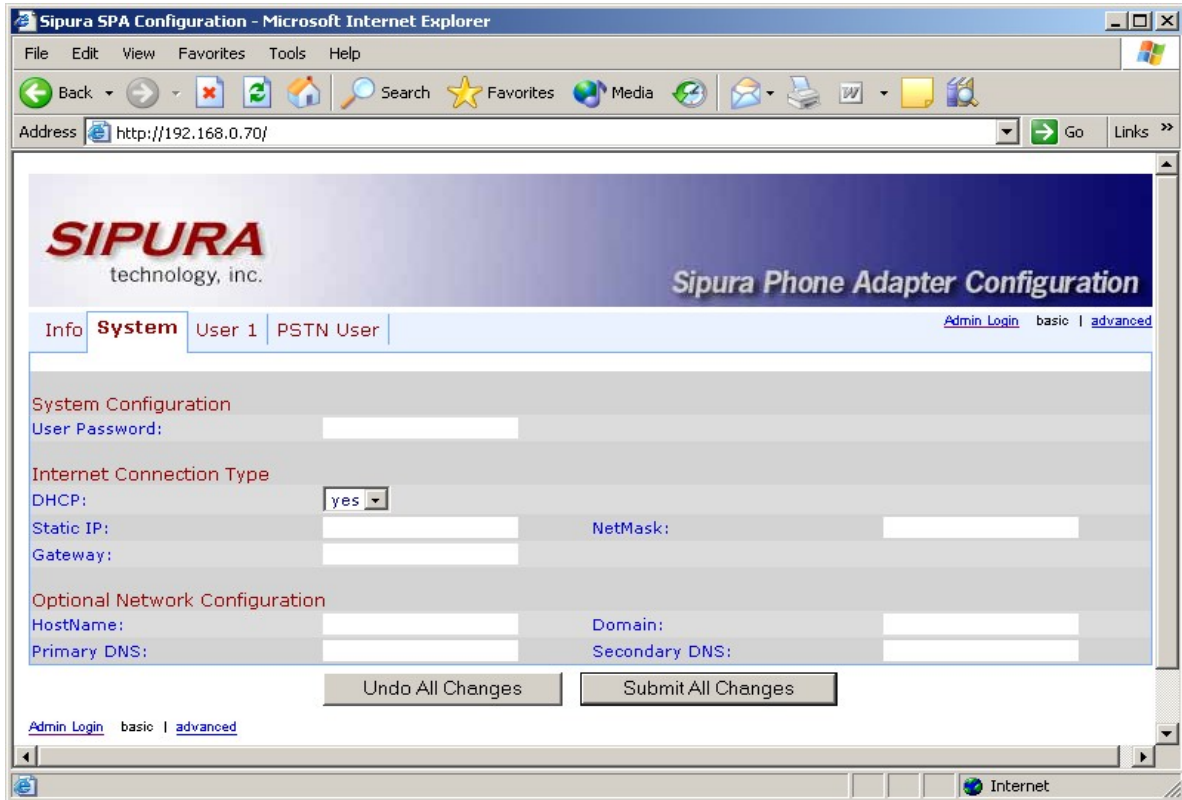 Sipura SPA Configuration - Microsoft Internet Explorer
File Edit View Favorites Tools Help
Back Search Favorites Media
Address http://192.168.0.70/ Go Links »
SIPURA
technology, inc.
Sipura Phone Adapter Configuration
Info System User 1 PSTN User Admin Login basic | advanced
System Configuration
User Password:
Internet Connection Type
DHCP: yes
Static IP: NetMask:
Gateway:
Optional Network Configuration
HostName: Domain:
Primary DNS: Secondary DNS:
Undo All Changes Submit All Changes
Admin Login basic | advanced
Internet